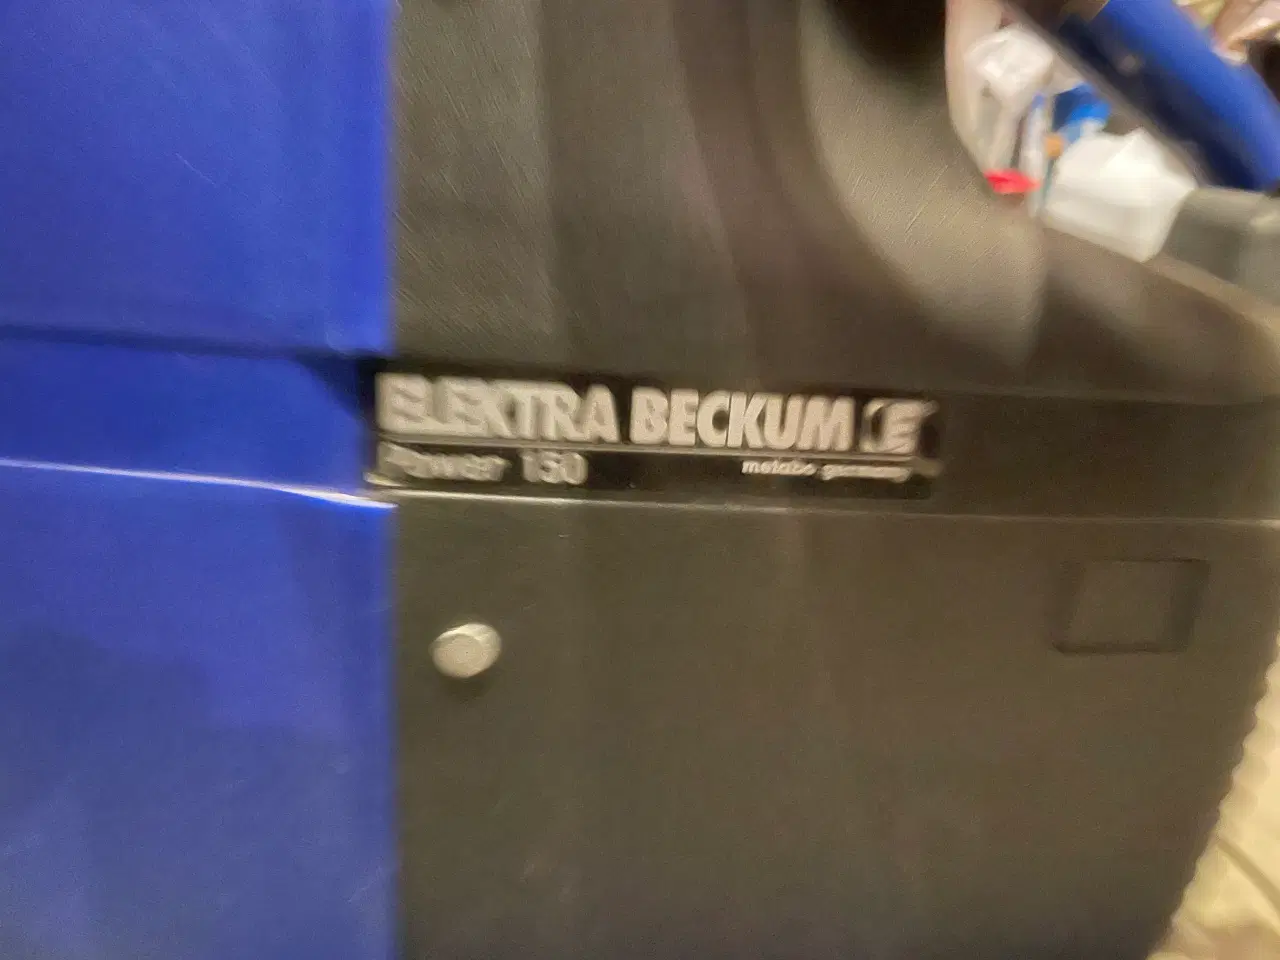 ELEKTRA BECKUM E
Power 150
metabo germany